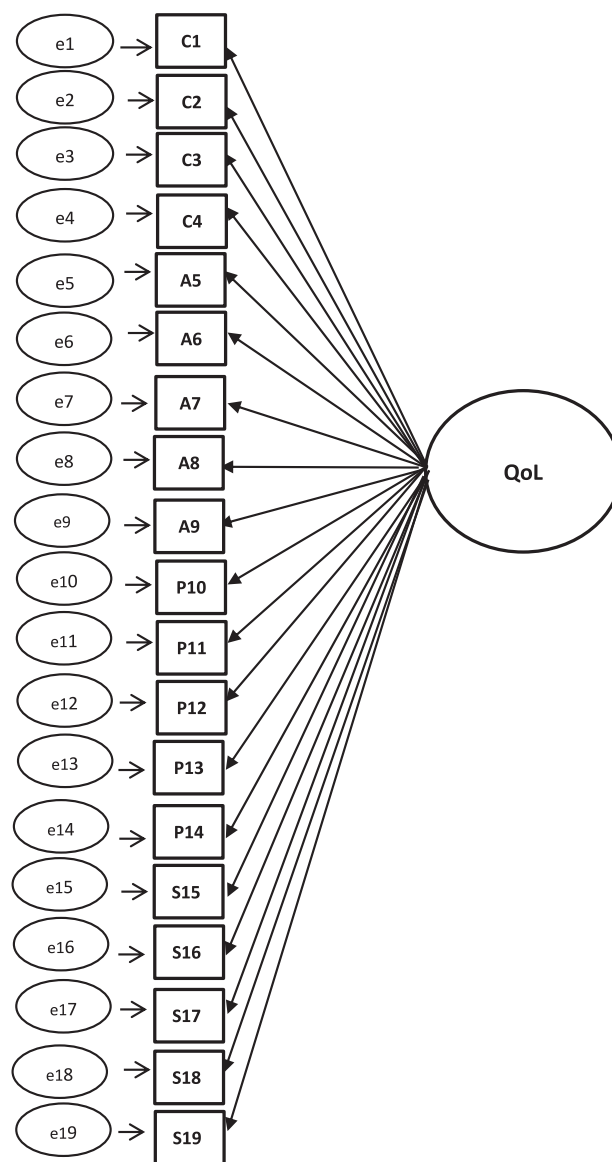 e1 C1
e2 C2
e3 C3
e4 C4
e5 A5
e6 A6
e7 A7
e8 A8
QoL
e9 A9
e10 P10
e11 P11
e12 P12
e13 P13
e14 P14
e15 S15
e16 S16
e17 S17
e18 S18
e19 S19